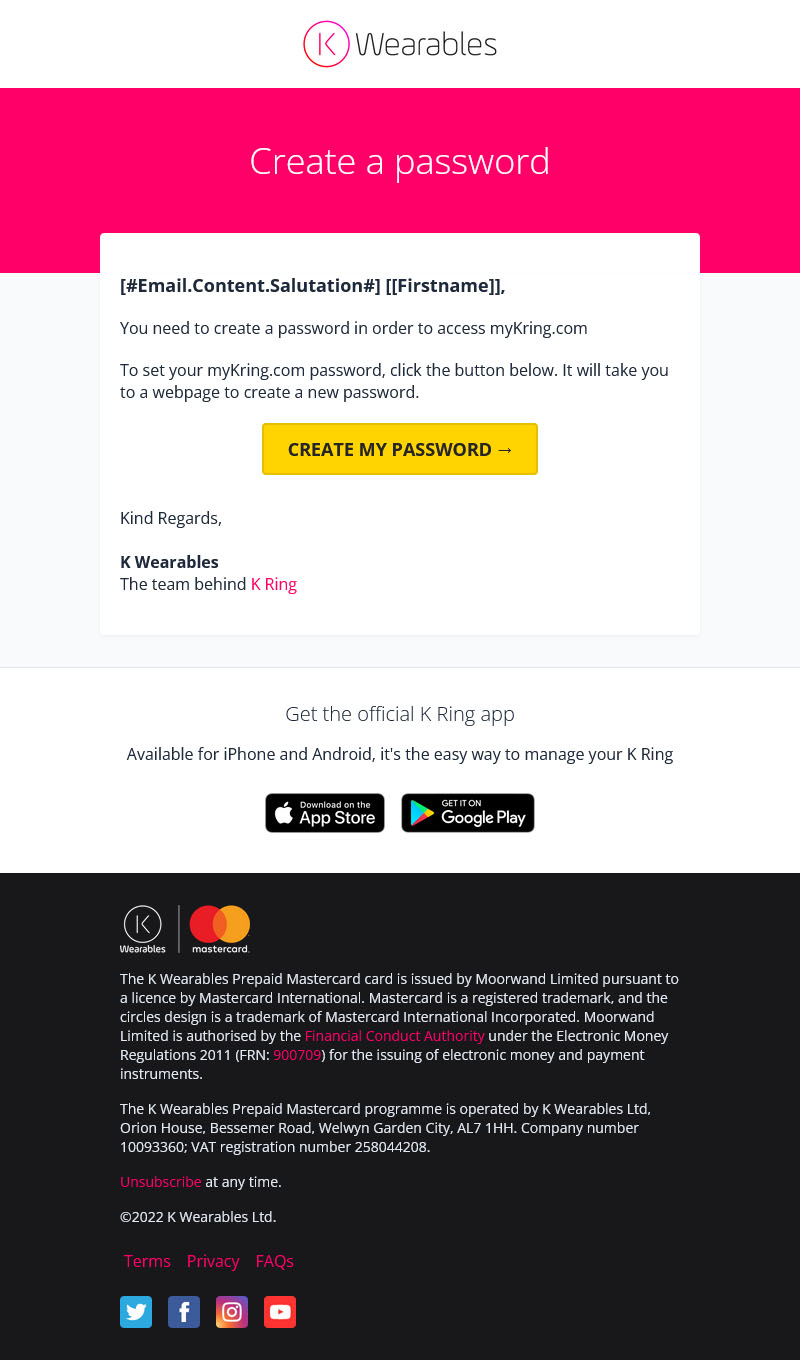 K Wearables
Create a password
[#Email.Content.Salutation#] [[Firstname]],
You need to create a password in order to access myKring.com
To set your myKring.com password, click the button below. It will take you
to a webpage to create a new password.
CREATE MY PASSWORD →
Kind Regards,
K Wearables
The team behind K Ring
Get the official K Ring app
Available for iPhone and Android, it's the easy way to manage your K Ring
Download on the
App Store
GET IT ON
Google Play
K
Wearables
mastercard.
The K Wearables Prepaid Mastercard card is issued by Moorwand Limited pursuant to
a licence by Mastercard International. Mastercard is a registered trademark, and the
circles design is a trademark of Mastercard International Incorporated. Moorwand
Limited is authorised by the Financial Conduct Authority under the Electronic Money
Regulations 2011 (FRN: 900709) for the issuing of electronic money and payment
instruments.
The K Wearables Prepaid Mastercard programme is operated by K Wearables Ltd,
Orion House, Bessemer Road, Welwyn Garden City, AL7 1HH. Company number
10093360; VAT registration number 258044208.
Unsubscribe at any time.
©2022 K Wearables Ltd.
Terms Privacy FAQs